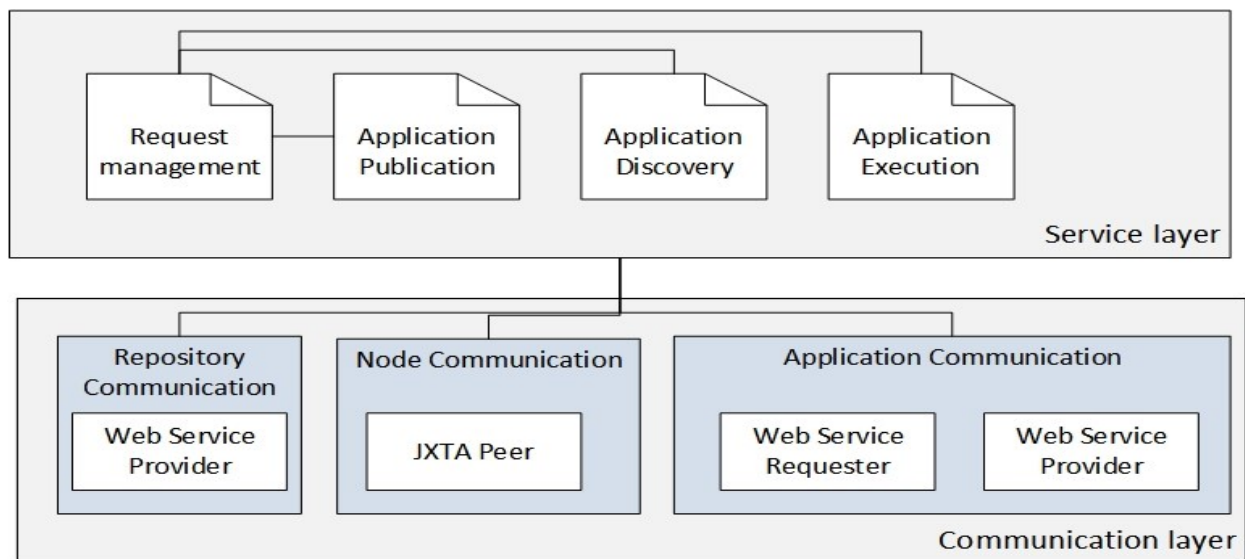 Request
management
Application
Publication
Application
Discovery
Application
Execution
Service layer
Repository
Communication
Web Service
Provider
Node Communication
JXTA Peer
Application Communication
Web Service
Requester
Web Service
Provider
Communication layer